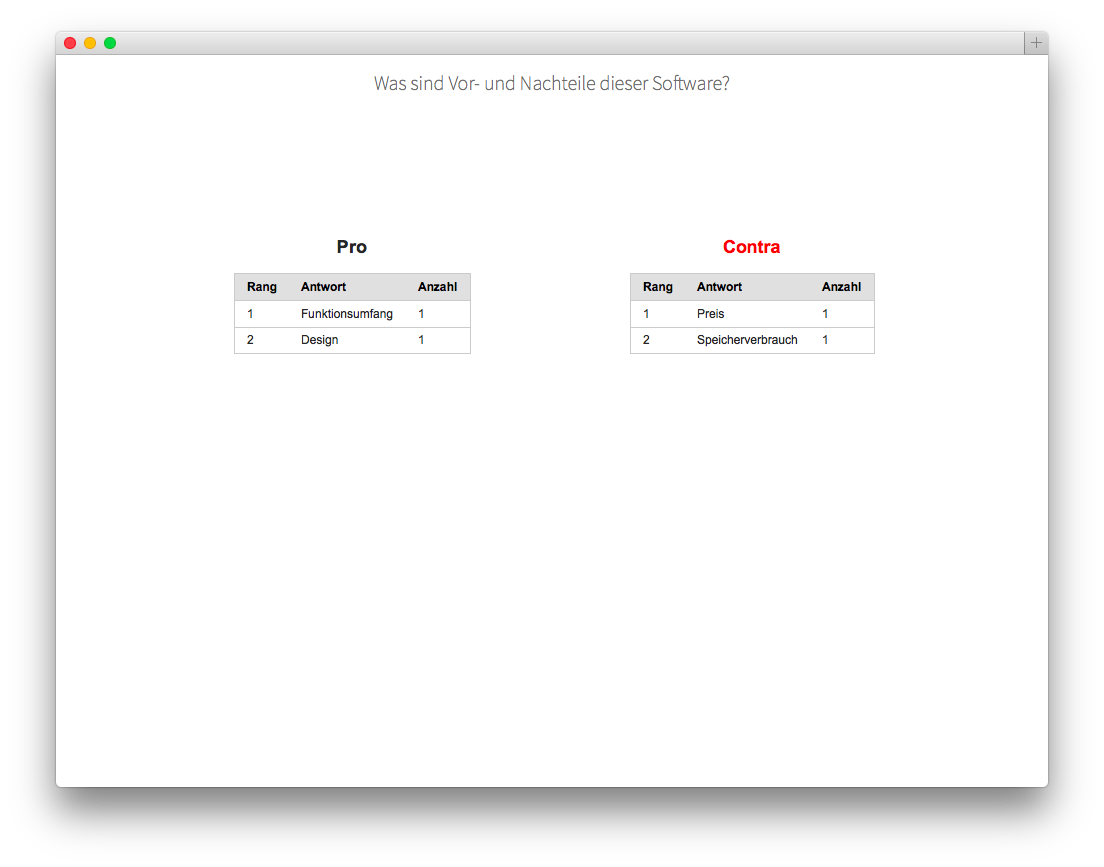 Was sind Vor- und Nachteile dieser Software?
Pro
Rang Antwort Anzahl
1 Funktionsumfang 1
2 Design 1
Contra
Rang Antwort Anzahl
1 Preis 1
2 Speicherverbrauch 1